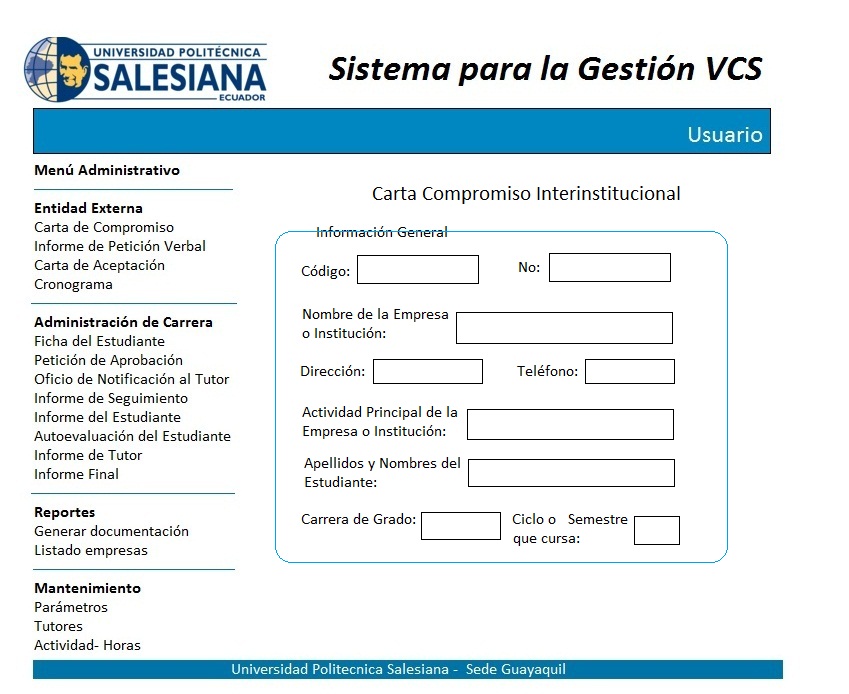 UNIVERSIDAD POLITÉCNICA
SALESIANA
ECUADOR
Sistema para la Gestión VCS
Usuario
Menú Administrativo
Entidad Externa
Carta de Compromiso
Informe de Petición Verbal
Carta de Aceptación
Cronograma
Administración de Carrera
Ficha del Estudiante
Petición de Aprobación
Oficio de Notificación al Tutor
Informe de Seguimiento
Informe del Estudiante
Autoevaluación del Estudiante
Informe de Tutor
Informe Final
Reportes
Generar documentación
Listado empresas
Mantenimiento
Parámetros
Tutores
Actividad- Horas
Carta Compromiso Interinstitucional
Información General
Código:
No:
Nombre de la Empresa
o Institución:
Dirección:
Teléfono:
Actividad Principal de la
Empresa o Institución:
Apellidos y Nombres del
Estudiante:
Carrera de Grado:
Ciclo o Semestre
que cursa:
Universidad Politecnica Salesiana - Sede Guayaquil